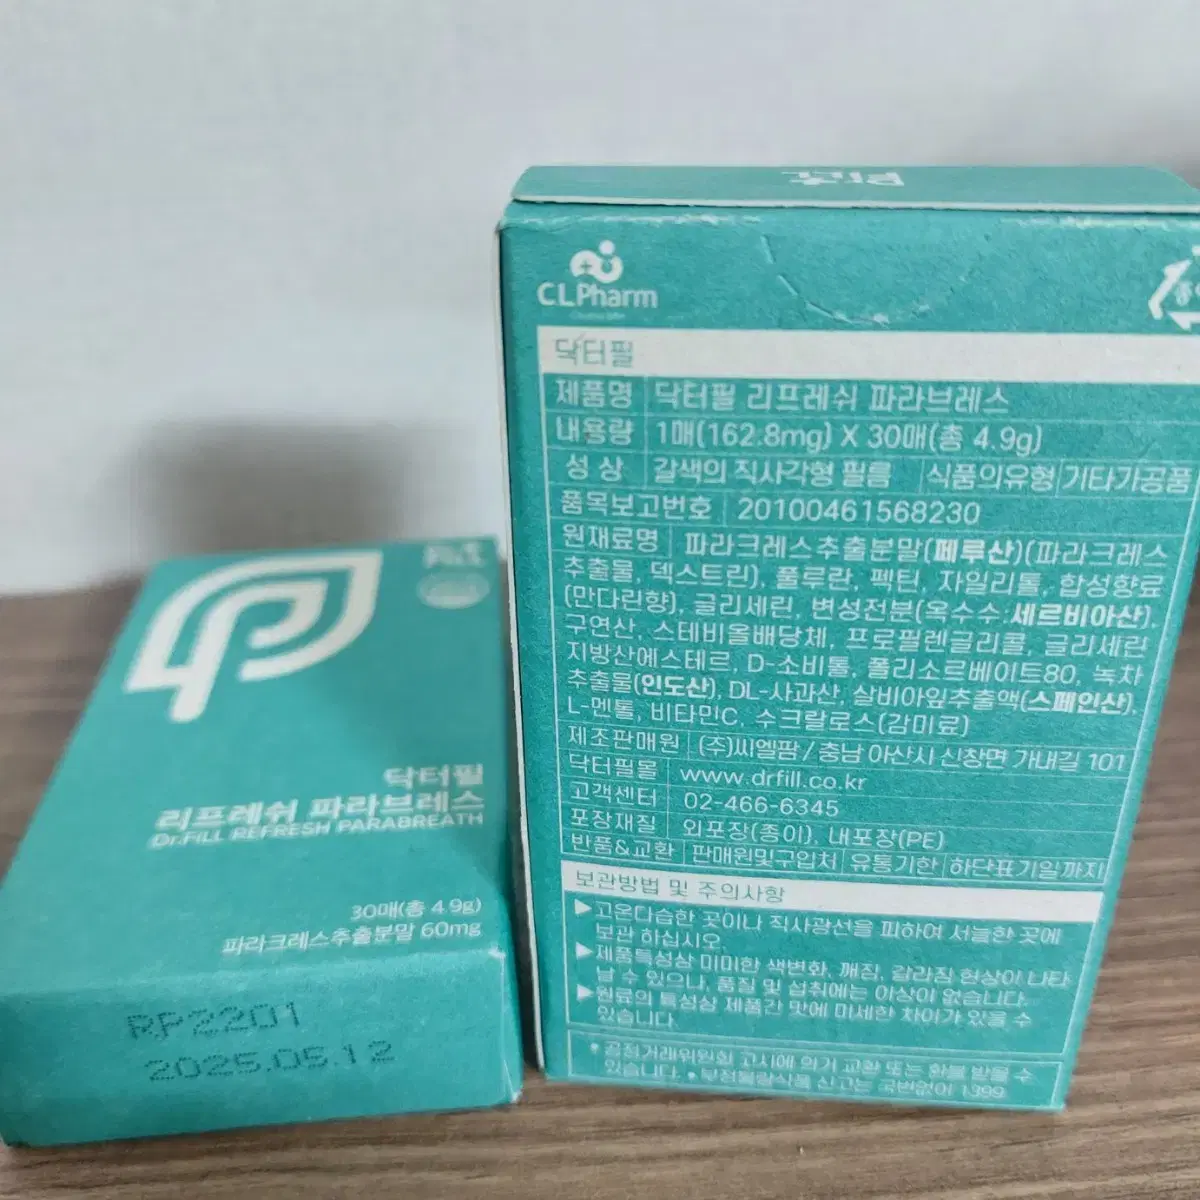 닥터필
리프레쉬 파라브레스
Dr.FILL REFRESH PARABREATH
30매(총 4.9g)
파라크레스추출분말 60mg
RP2201
2025.05.12
C.L.Pharm
닥터필
제품명 닥터필 리프레쉬 파라브레스
내용량 1매(162.8mg) X 30매(총 4.9g)
성 상 갈색의 직사각형 필름 식품의유형 기타가공품
품목보고번호 20100461568230
원재료명 파라크레스추출분말(페루산)(파라크레스
추출물, 덱스트린), 풀루란, 펙틴, 자일리톨, 합성향료
(만다린향), 글리세린, 변성전분(옥수수:세르비아산),
구연산, 스테비올배당체, 프로필렌글리콜, 글리세린
지방산에스테르, D-소비톨, 폴리소르베이트80, 녹차
추출물(인도산), DL-사과산, 살비아잎추출액(스페인산),
L-멘톨, 비타민C, 수크랄로스(감미료)
제조판매원 (주)씨엘팜 / 충남 아산시 신창면 가내길 101
닥터필몰 www.drfill.co.kr
고객센터 02-466-6345
포장재질 외포장(종이), 내포장(PE)
반품&교환 판매원및구입처 유통기한 하단표기일까지
보관방법 및 주의사항
▶고온다습한 곳이나 직사광선을 피하여 서늘한 곳에
보관 하십시오.
▶제품특성상 미미한 색변화, 깨짐, 갈라짐 현상이 나타
날 수 있으나, 품질 및 섭취에는 이상이 없습니다.
▶원료의 특성상 제품간 맛에 미세한 차이가 있을 수
있습니다.
• 공정거래위원회 고시에 의거 교환 또는 환불 받을 수
있습니다. • 부정불량식품 신고는 국번없이 1399